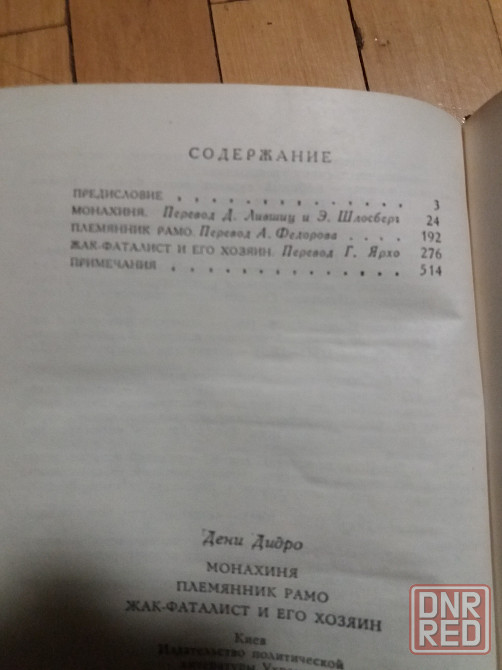 СОДЕРЖАНИЕ
ПРЕДИСЛОВИЕ . . . . . . . . . . . . . 3
МОНАХИНЯ. Перевод Д. Лившиц и Э. Шлосберг 24
ПЛЕМЯННИК РАМО. Перевод А. Федорова . . . . 192
ЖАК-ФАТАЛИСТ И ЕГО ХОЗЯИН. Перевод Г. Ярхо 276
ПРИМЕЧАНИЯ . . . . . . . . . . . . . 514
Дени Дидро
МОНАХИНЯ
ПЛЕМЯННИК РАМО
ЖАК-ФАТАЛИСТ И ЕГО ХОЗЯИН
Киев
Издательство политической
литературы
DNR
RED